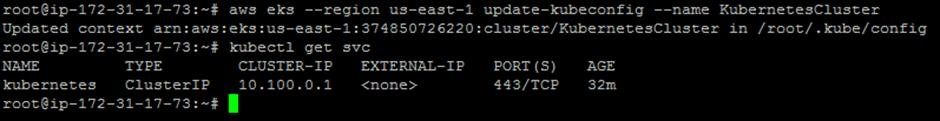 root@ip-172-31-17-73:~# aws eks --region us-east-1 update-kubeconfig --name KubernetesCluster
Updated context arn:aws:eks:us-east-1:374850726220:cluster/KubernetesCluster in /root/.kube/config
root@ip-172-31-17-73:~# kubectl get svc
NAME TYPE CLUSTER-IP EXTERNAL-IP PORT(S) AGE
kubernetes ClusterIP 10.100.0.1 <none> 443/TCP 32m
root@ip-172-31-17-73:~#